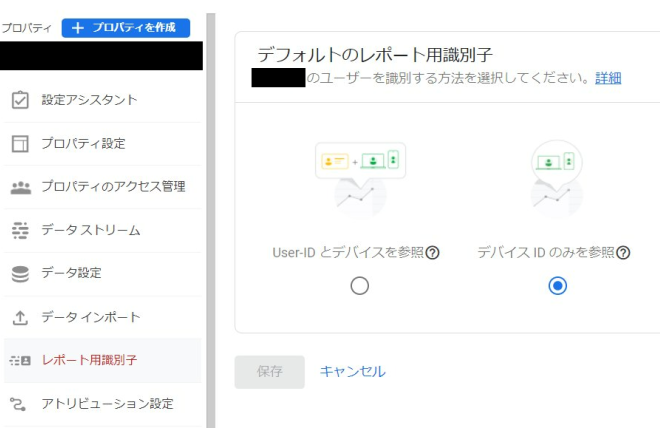 プロパティ
＋ プロパティを作成
設定アシスタント
プロパティ設定
プロパティのアクセス管理
データ ストリーム
データ設定
データ インポート
レポート用識別子
アトリビューション設定
デフォルトのレポート用識別子
のユーザーを識別する方法を選択してください。詳細
User-ID とデバイスを参照?
デバイス ID のみを参照?
保存 キャンセル